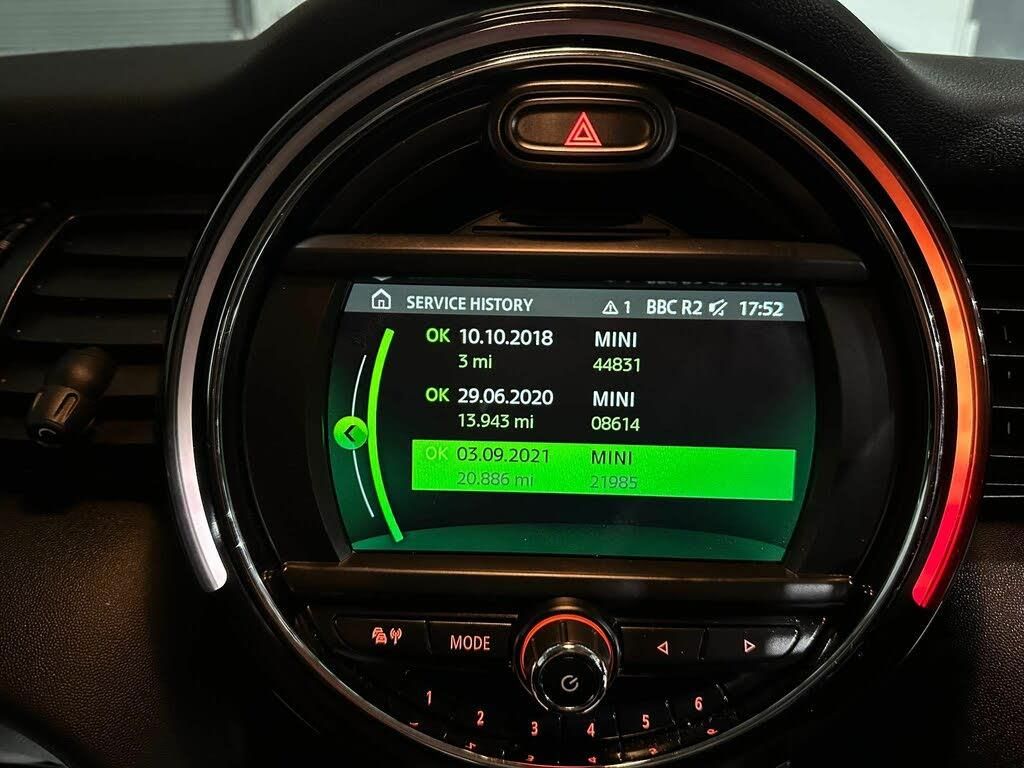 SERVICE HISTORY 1 BBC R2 17:52
OK 10.10.2018 MINI
3 mi 44831
OK 29.06.2020 MINI
13.943 mi 08614
OK 03.09.2021 MINI
20.886 mi 21985
MODE
1 2 3 4 5 6